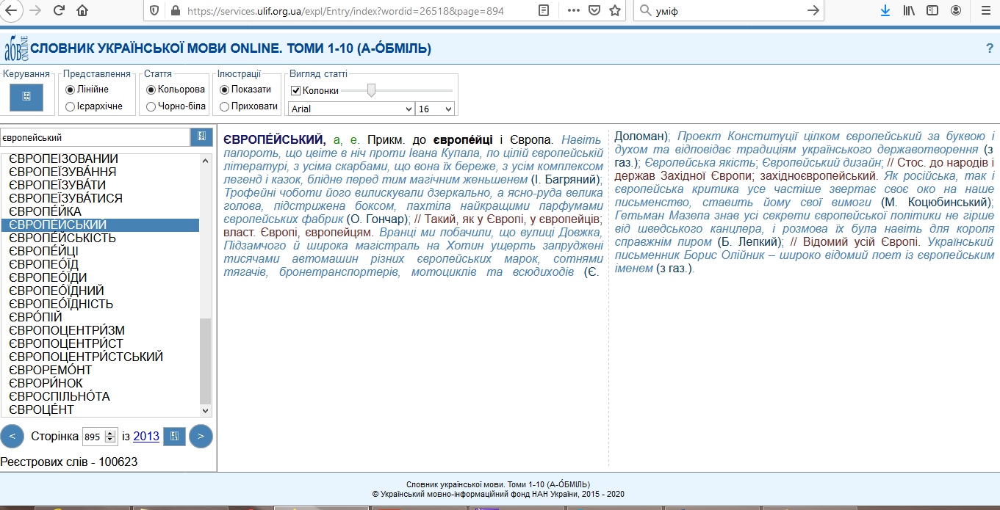 https://services.ulif.org.ua/expl/Entry/index?wordid=26518&page=894
уміф
абв ONLINE
СЛОВНИК УКРАЇНСЬКОЇ МОВИ ONLINE. ТОМИ 1-10 (А-О́БМІЛЬ)
?
Керування Представлення Стаття Ілюстрації Вигляд статті
Лінійне Кольорова Показати Колонки
Ієрархічне Чорно-біла Приховати Arial 16
європейський
ЄВРОПЕЇЗОВАНИЙ
ЄВРОПЕЇЗУВА́ННЯ
ЄВРОПЕЇЗУВА́ТИ
ЄВРОПЕЇЗУВА́ТИСЯ
ЄВРОПЕ́ЙКА
ЄВРОПЕ́ЙСЬКИЙ
ЄВРОПЕ́ЙСЬКІСТЬ
ЄВРОПЕ́ЙЦІ
ЄВРОПЕО́ЇД
ЄВРОПЕО́ЇДИ
ЄВРОПЕО́ЇДНИЙ
ЄВРОПЕО́ЇДНІСТЬ
ЄВРО́ПІЙ
ЄВРОПОЦЕНТРИ́ЗМ
ЄВРОПОЦЕНТРИ́СТ
ЄВРОПОЦЕНТРИ́СТСЬКИЙ
ЄВРОРЕМО́НТ
ЄВРОРИ́НОК
ЄВРОСПІЛЬНО́ТА
ЄВРОЦЕ́НТ
< Сторінка 895 із 2013 >
Реєстрових слів - 100623
ЄВРОПЕ́ЙСЬКИЙ, а, е. Прикм. до європе́йці і Європа. Навіть
папороть, що цвіте в ніч проти Івана Купала, по цілій європейській
літературі, з усіма скарбами, що вона їх береже, з усім комплексом
легенд і казок, блідне перед тим магічним женьшенем (І. Багряний);
Трофейні чоботи його вилискували дзеркально, а ясно-руда велика
голова, підстрижена боксом, пахтіла найкращими парфумами
європейських фабрик (О. Гончар); // Такий, як у Європі, у європейців;
власт. Європі, європейцям. Вранці ми побачили, що вулиці Довжка,
Підзамчого й широка магістраль на Хотин ущерть запруджені
тисячами автомашин різних європейських марок, сотнями
тягачів, бронетранспортерів, мотоциклів та всюдиходів (Є.
Доломан); Проект Конституції цілком європейський за буквою і
духом та відповідає традиціям українського державотворення (з
газ.); Європейська якість; Європейський дизайн; // Стос. до народів і
держав Західної Європи; західноєвропейський. Як російська, так і
європейська критика усе частіше звертає своє око на наше
письменство, ставить йому свої вимоги (М. Коцюбинський);
Гетьман Мазепа знав усі секрети європейської політики не гірше
від шведського канцлера, і розмова їх була навіть для короля
справжнім пиром (Б. Лепкий); // Відомий усій Європі. Український
письменник Борис Олійник – широко відомий поет із європейським
іменем (з газ.).
Словник української мови. Томи 1-10 (А-О́БМІЛЬ)
© Український мовно-інформаційний фонд НАН України, 2015 - 2020